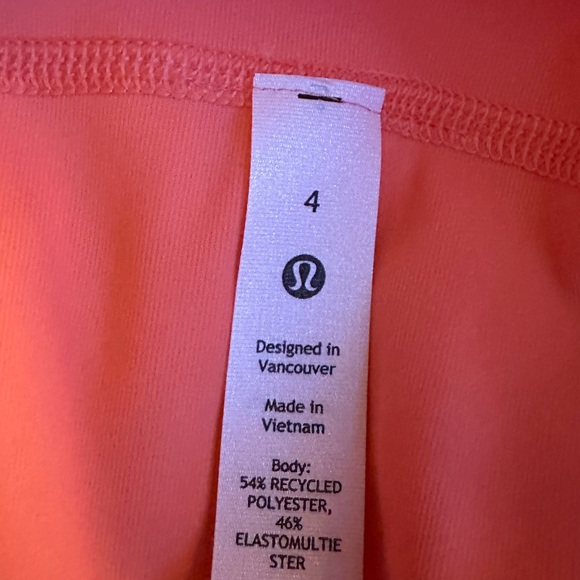 4
Designed in
Vancouver
Made in
Vietnam
Body:
54% RECYCLED
POLYESTER,
46%
ELASTOMULTIE
STER